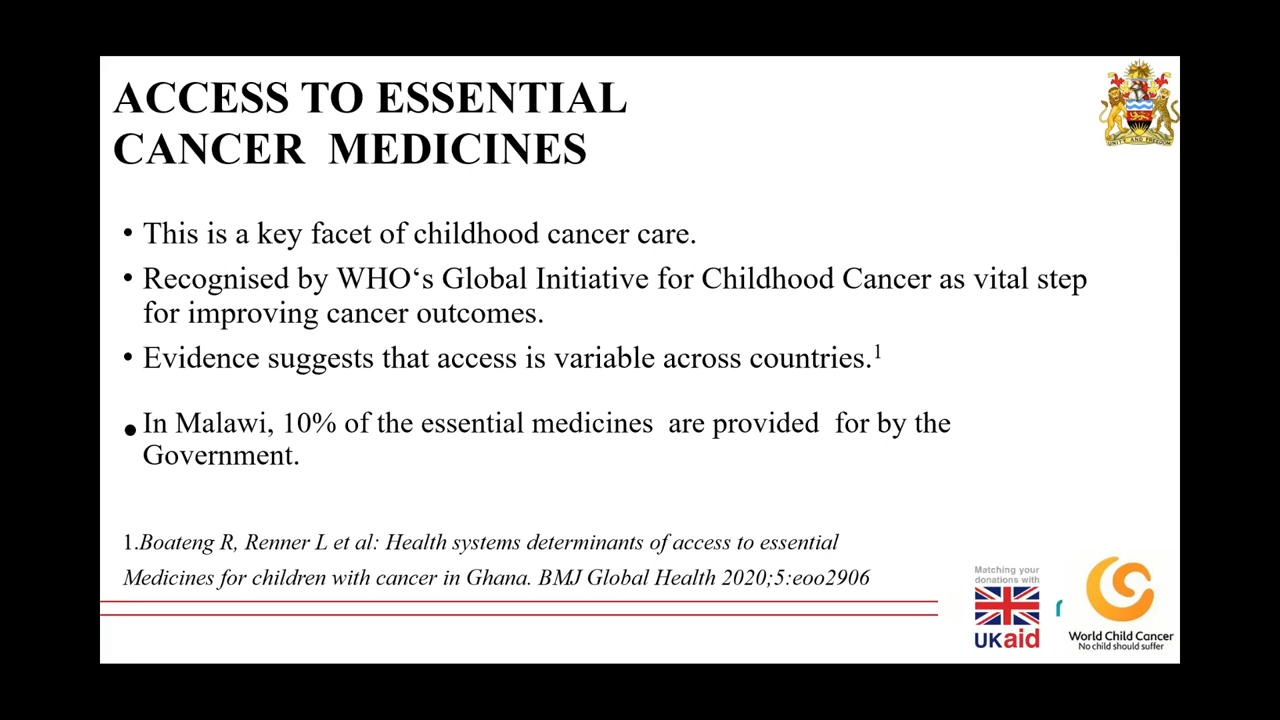 ACCESS TO ESSENTIAL
CANCER MEDICINES
UNITY AND FREEDOM
• This is a key facet of childhood cancer care.
• Recognised by WHO‘s Global Initiative for Childhood Cancer as vital step
for improving cancer outcomes.
• Evidence suggests that access is variable across countries.1
• In Malawi, 10% of the essential medicines are provided for by the
Government.
1.Boateng R, Renner L et al: Health systems determinants of access to essential
Medicines for children with cancer in Ghana. BMJ Global Health 2020;5:eoo2906
Matching your
donations with
UKaid
World Child Cancer
No child should suffer